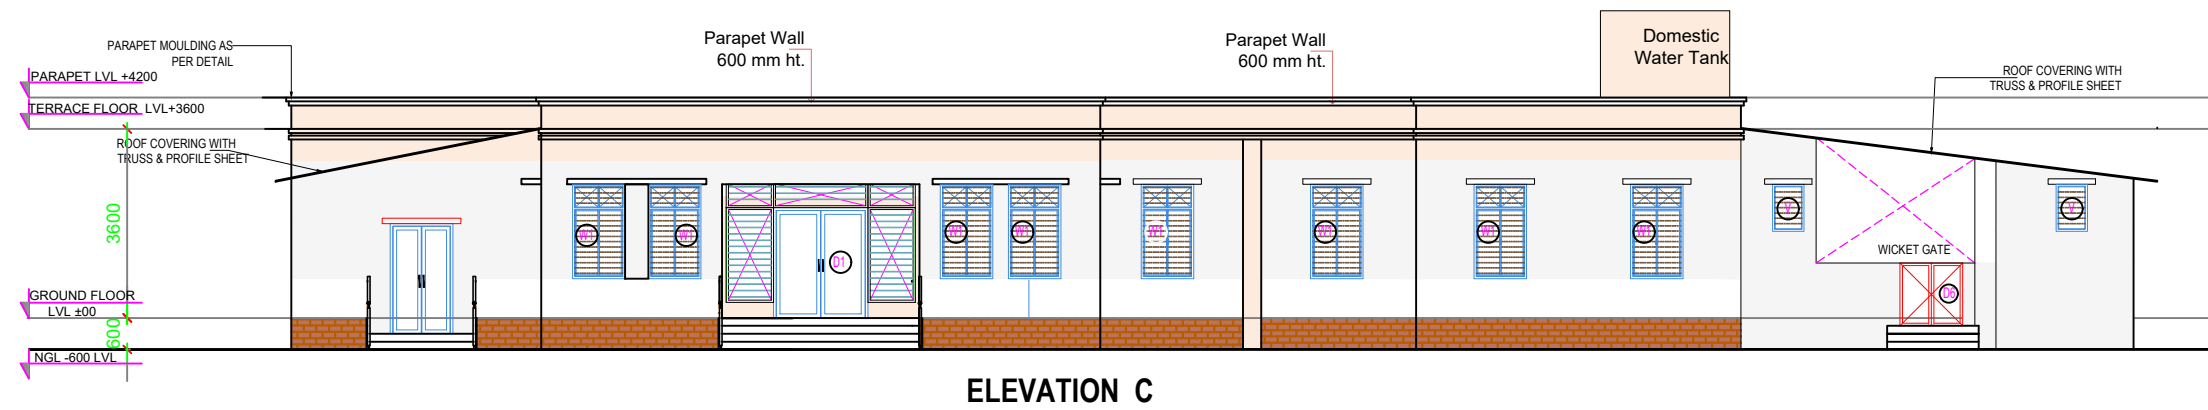 PARAPET MOULDING AS
PER DETAIL
Parapet Wall
600 mm ht.
Parapet Wall
600 mm ht.
Domestic
Water Tank
ROOF COVERING WITH
TRUSS & PROFILE SHEET
PARAPET LVL +4200
TERRACE FLOOR LVL+3600
ROOF COVERING WITH
TRUSS & PROFILE SHEET
3600
W1
W1
D1
W1
W1
W1
W1
W1
W1
V
V
WICKET GATE
D6
GROUND FLOOR
LVL ±00
600
NGL -600 LVL
ELEVATION C